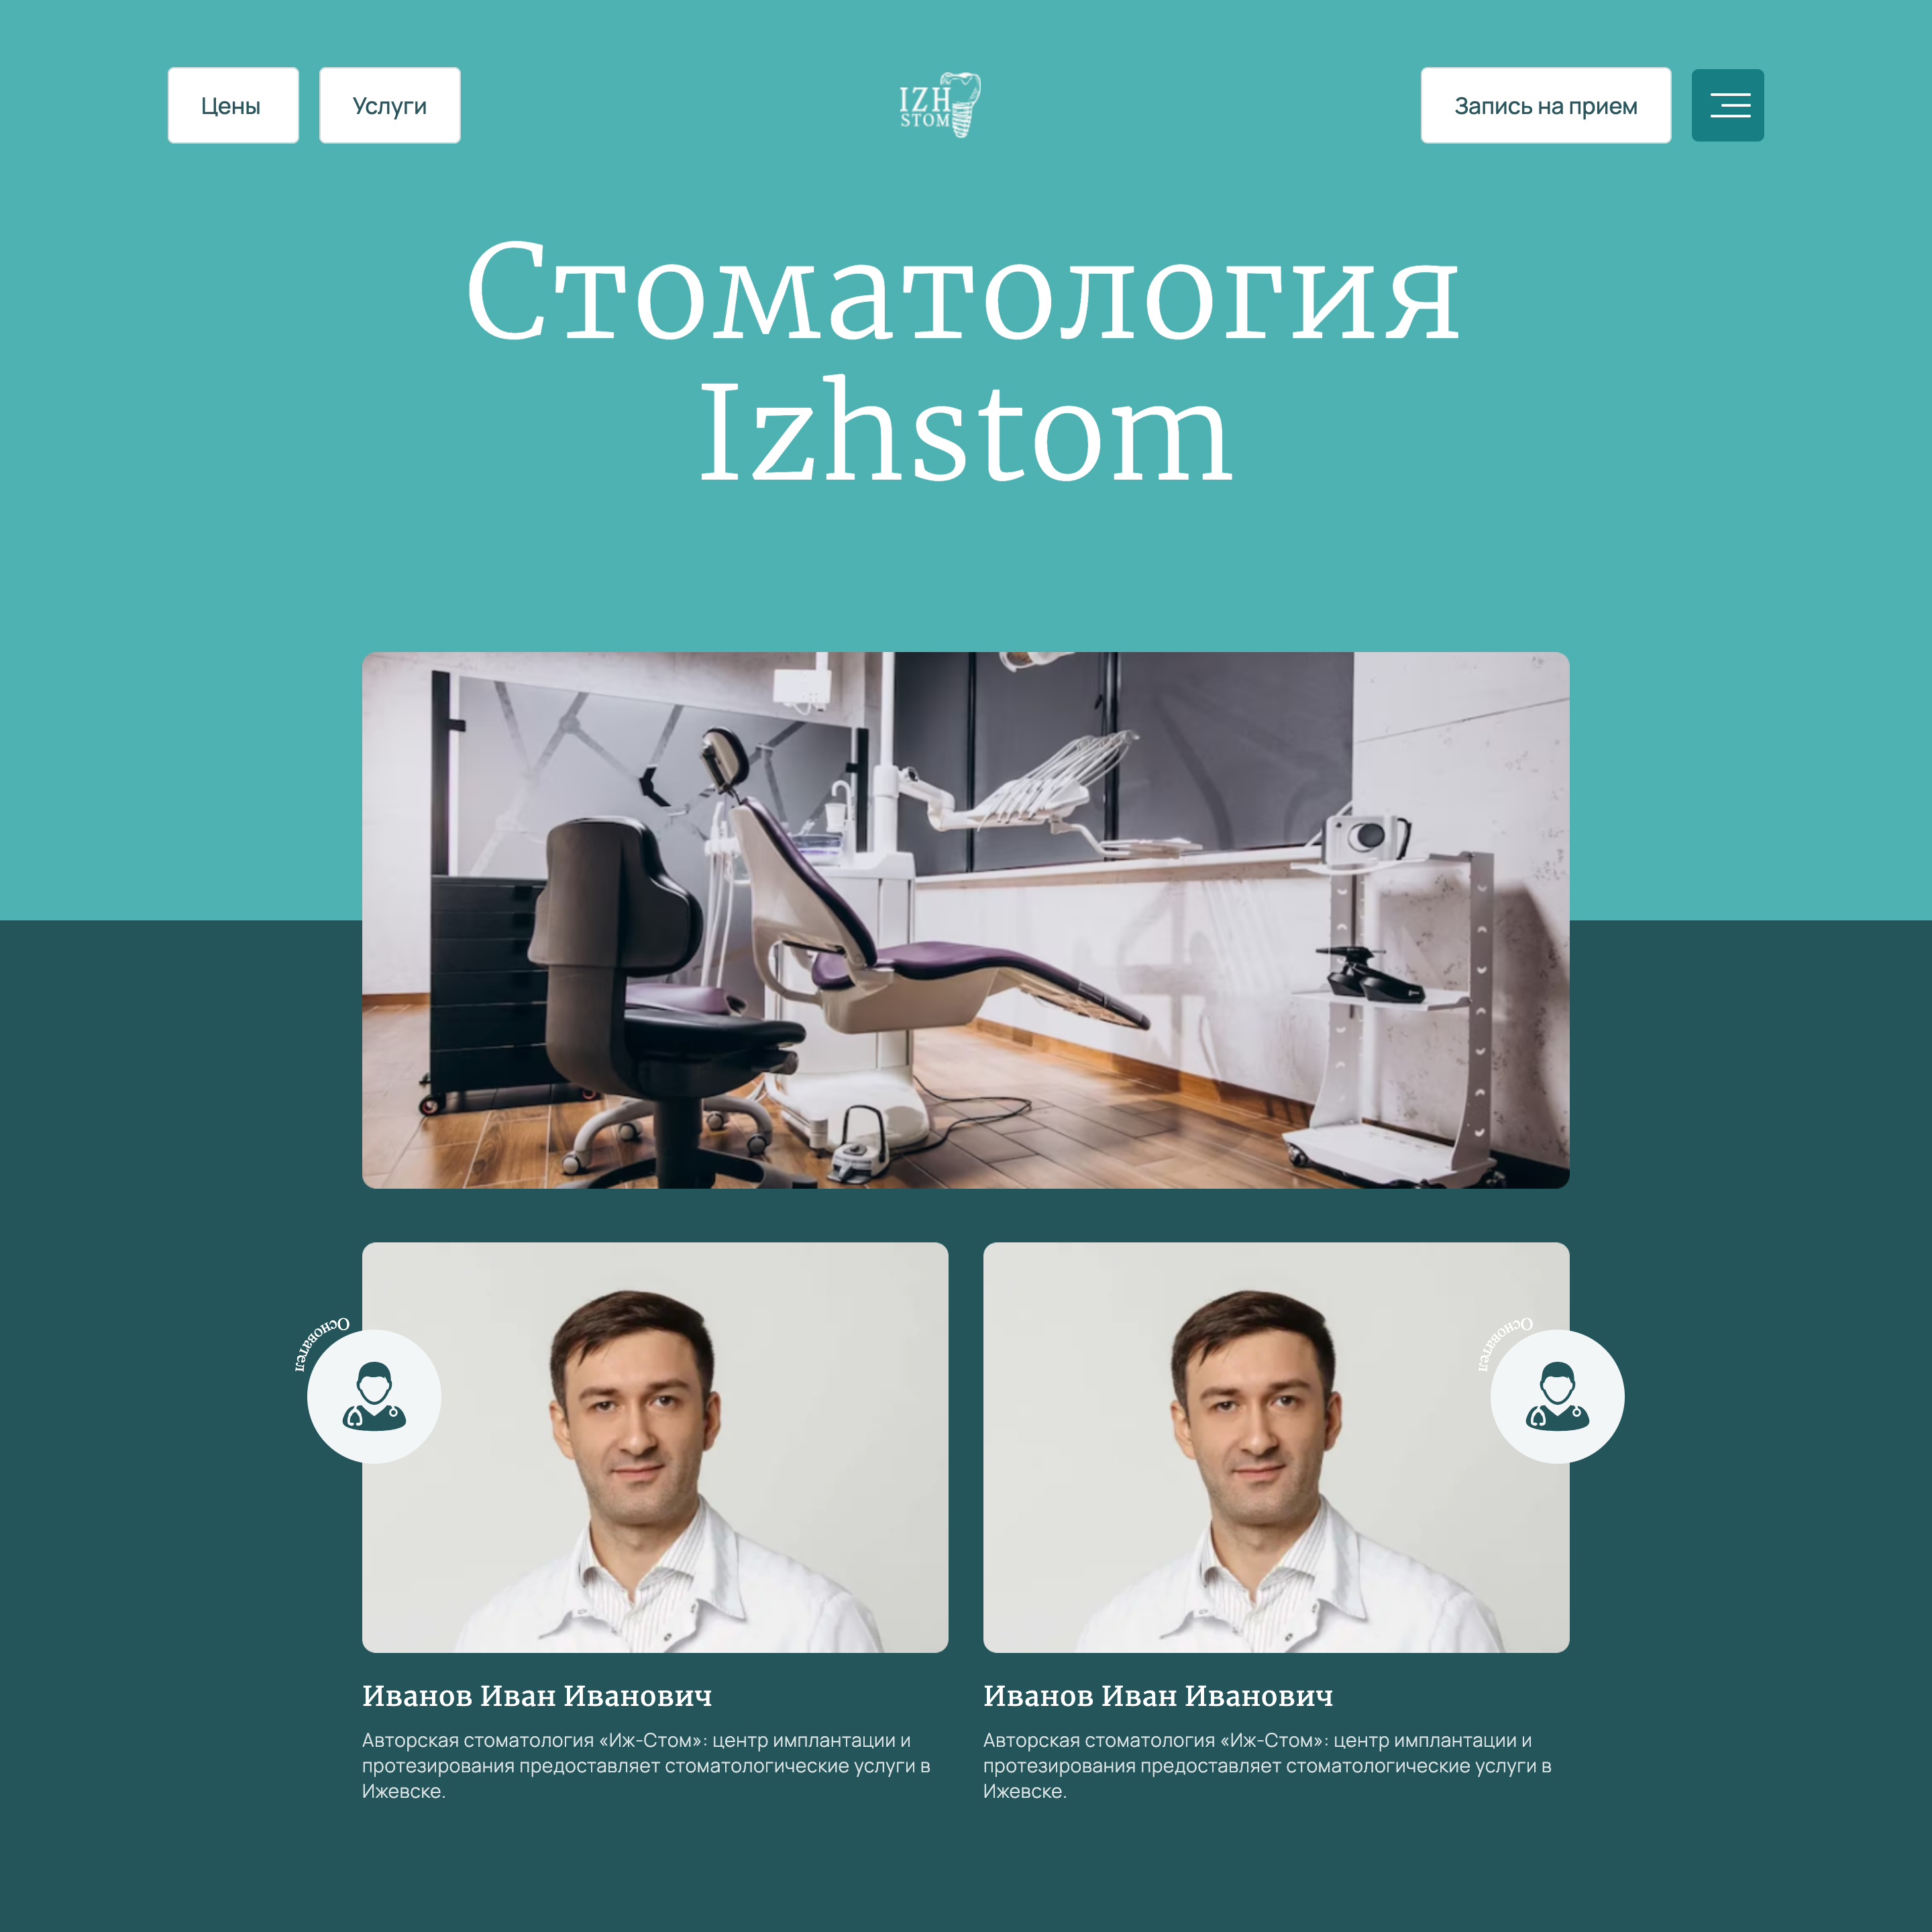 Цены
Услуги
IZH
STOM
Запись на прием
Стоматология
Izhstom
Основател
Основател
Иванов Иван Иванович
Авторская стоматология «Иж-Стом»: центр имплантации и
протезирования предоставляет стоматологические услуги в
Ижевске.
Иванов Иван Иванович
Авторская стоматология «Иж-Стом»: центр имплантации и
протезирования предоставляет стоматологические услуги в
Ижевске.